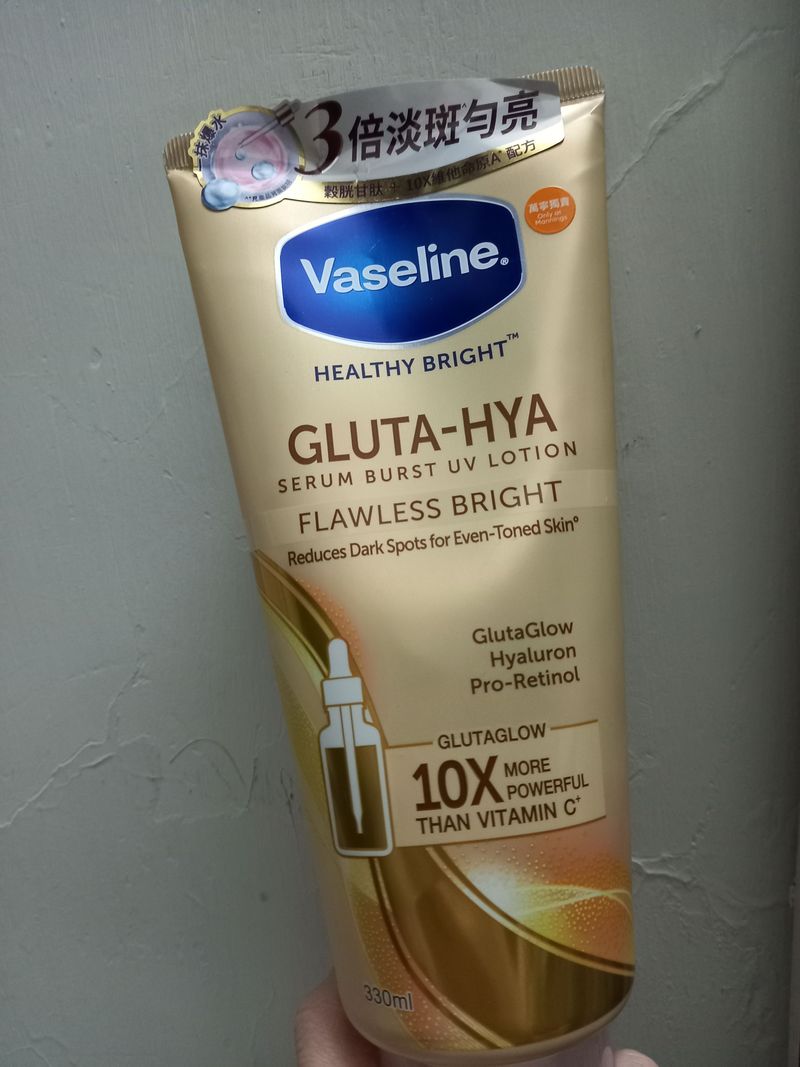 3倍淡斑^勻亮
穀胱甘肽 + 10X維他命原A* 配方
萬寧獨賣
Only at
Mannings
Vaseline®
HEALTHY BRIGHT™
GLUTA-HYA
SERUM BURST UV LOTION
FLAWLESS BRIGHT
Reduces Dark Spots for Even-Toned Skin°
GlutaGlow
Hyaluron
Pro-Retinol
GLUTAGLOW
10X MORE
POWERFUL
THAN VITAMIN C+
330ml